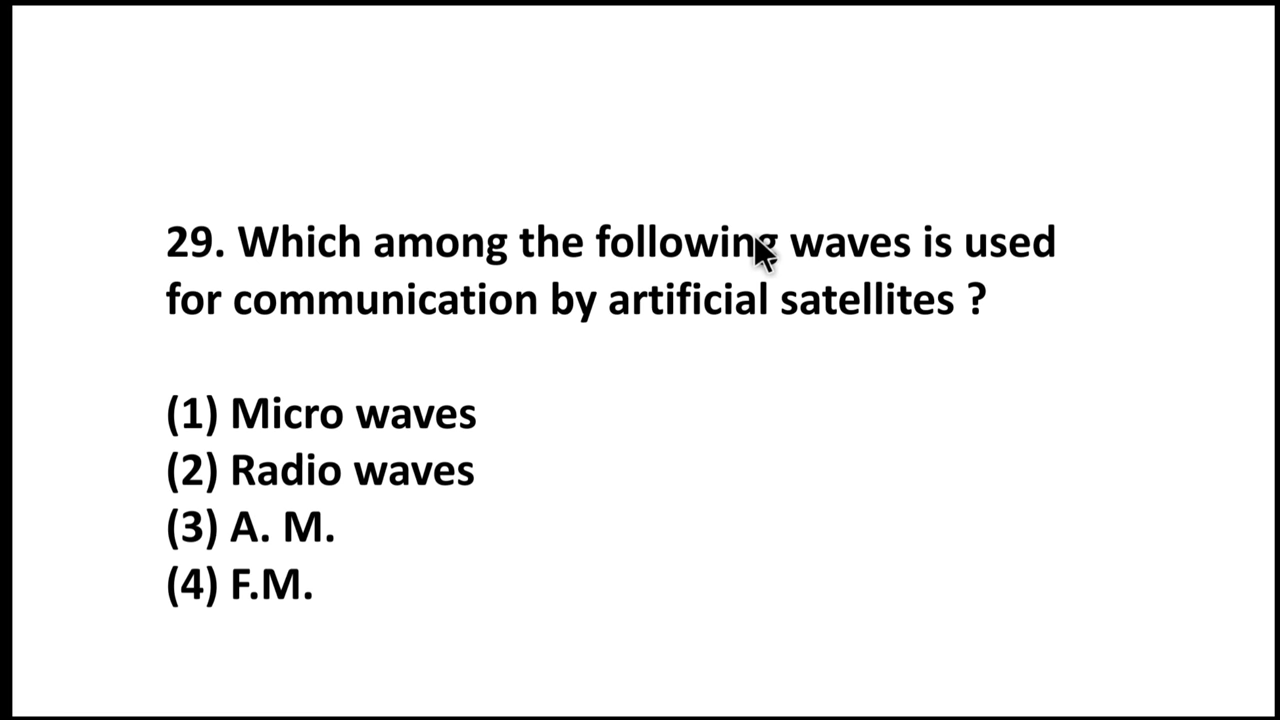 29. Which among the following waves is used
for communication by artificial satellites ?
(1) Micro waves
(2) Radio waves
(3) A. M.
(4) F.M.